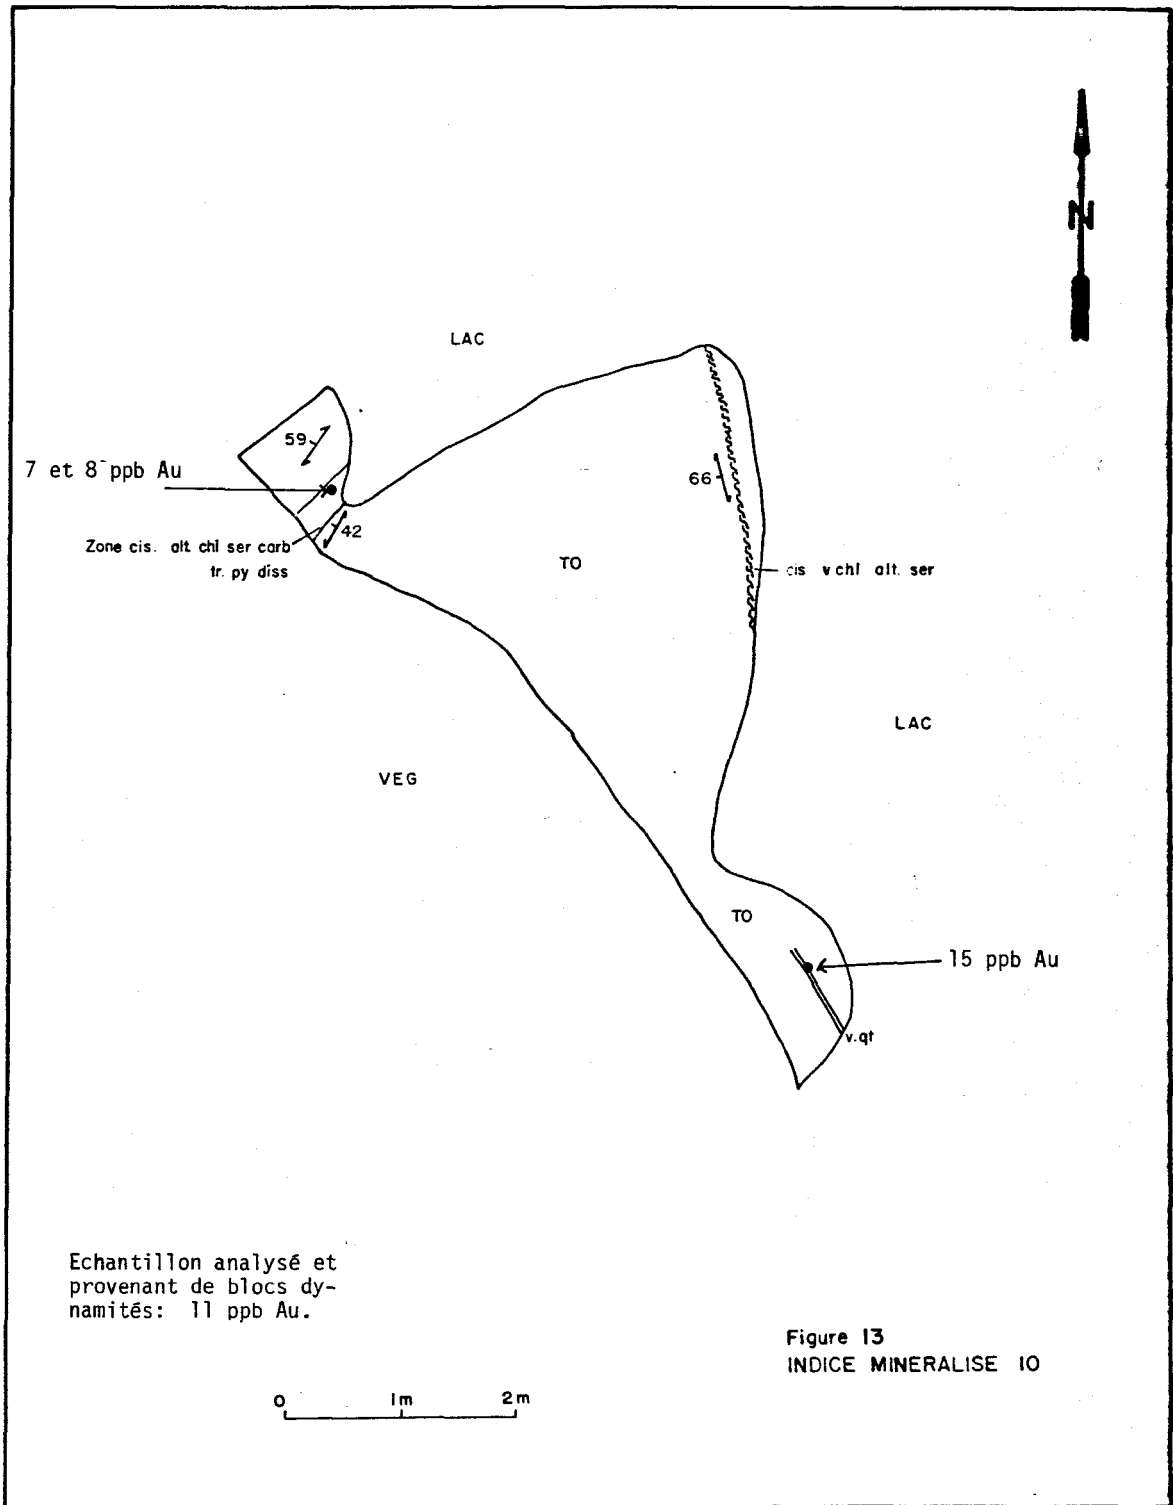 N
LAC
59
7 et 8 ppb Au
66
42
Zone cis. alt. chl ser carb
tr. py diss
TO
cis v chl alt. ser
LAC
VEG
TO
15 ppb Au
v.qt
Echantillon analysé et
provenant de blocs dy-
namités: 11 ppb Au.
Figure 13
INDICE MINERALISE 10
0 1m 2m